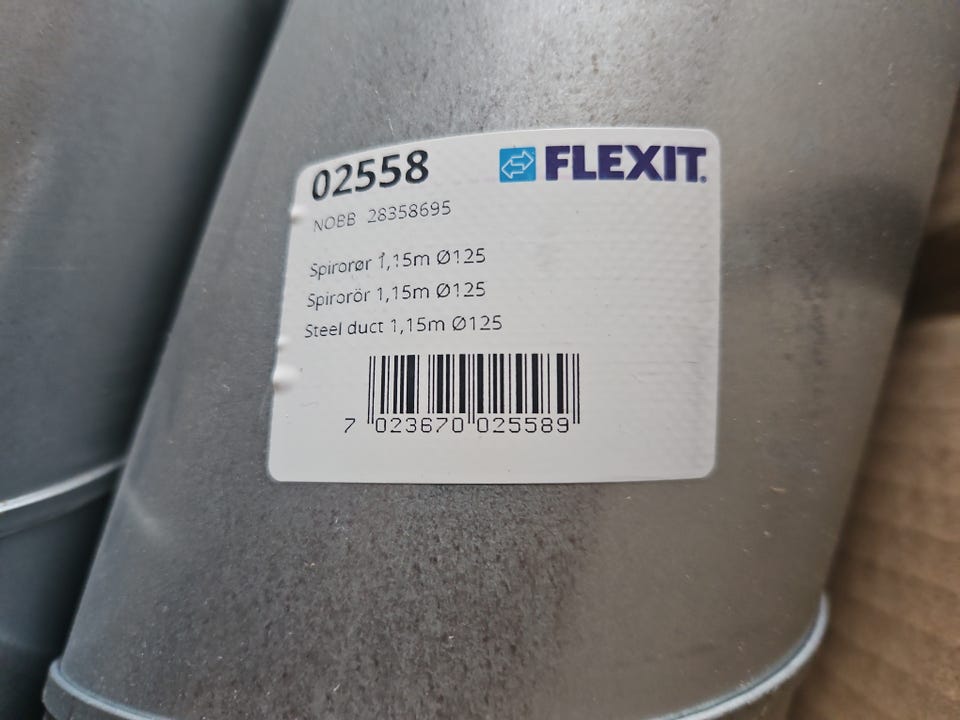 02558
FLEXIT.
NOBB 28358695
Spirorør 1,15m Ø125
Spirorör 1,15m Ø125
Steel duct 1,15m Ø125
7 023670 025589